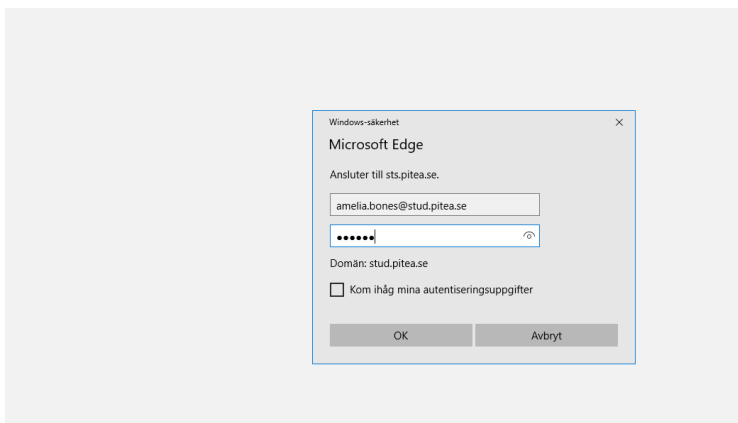 Windows-säkerhet
Microsoft Edge
Ansluter till sts.pitea.se.
amelia.bones@stud.pitea.se
●●●●●●
Domän: stud.pitea.se
Kom ihåg mina autentiseringsuppgifter
OK Avbryt